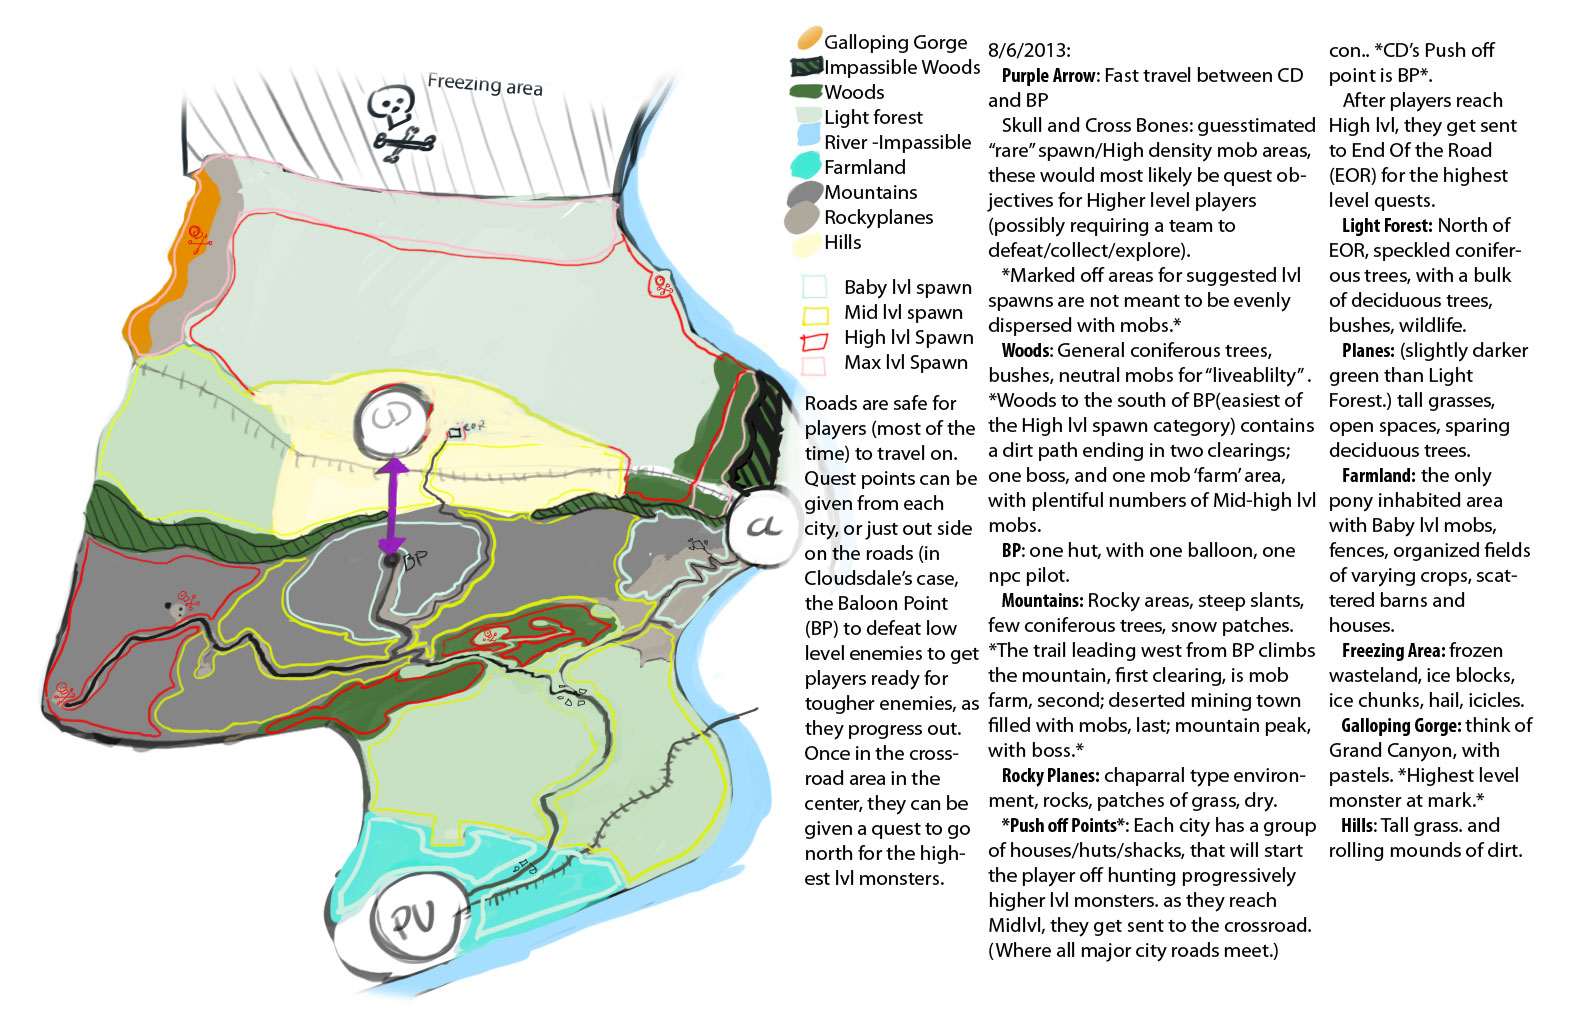 Freezing area
CD
EOR
BP
CL
PV
Galloping Gorge
Impassible Woods
Woods
Light forest
River -Impassible
Farmland
Mountains
Rockyplanes
Hills
Baby lvl spawn
Mid lvl spawn
High lvl Spawn
Max lvl Spawn
Roads are safe for
players (most of the
time) to travel on.
Quest points can be
given from each
city, or just out side
on the roads (in
Cloudsdale's case,
the Baloon Point
(BP) to defeat low
level enemies to get
players ready for
tougher enemies, as
they progress out.
Once in the cross-
road area in the
center, they can be
given a quest to go
north for the high-
est lvl monsters.
8/6/2013:
Purple Arrow: Fast travel between CD
and BP
Skull and Cross Bones: guesstimated
“rare” spawn/High density mob areas,
these would most likely be quest ob-
jectives for Higher level players
(possibly requiring a team to
defeat/collect/explore).
*Marked off areas for suggested lvl
spawns are not meant to be evenly
dispersed with mobs.*
Woods: General coniferous trees,
bushes, neutral mobs for “liveablilty” .
*Woods to the south of BP(easiest of
the High lvl spawn category) contains
a dirt path ending in two clearings;
one boss, and one mob ‘farm’ area,
with plentiful numbers of Mid-high lvl
mobs.
BP: one hut, with one balloon, one
npc pilot.
Mountains: Rocky areas, steep slants,
few coniferous trees, snow patches.
*The trail leading west from BP climbs
the mountain, first clearing, is mob
farm, second; deserted mining town
filled with mobs, last; mountain peak,
with boss.*
Rocky Planes: chaparral type environ-
ment, rocks, patches of grass, dry.
*Push off Points*: Each city has a group
of houses/huts/shacks, that will start
the player off hunting progressively
higher lvl monsters. as they reach
Midlvl, they get sent to the crossroad.
(Where all major city roads meet.)
con.. *CD's Push off
point is BP*.
After players reach
High lvl, they get sent
to End Of the Road
(EOR) for the highest
level quests.
Light Forest: North of
EOR, speckled conifer-
ous trees, with a bulk
of deciduous trees,
bushes, wildlife.
Planes: (slightly darker
green than Light
Forest.) tall grasses,
open spaces, sparing
deciduous trees.
Farmland: the only
pony inhabited area
with Baby lvl mobs,
fences, organized fields
of varying crops, scat-
tered barns and
houses.
Freezing Area: frozen
wasteland, ice blocks,
ice chunks, hail, icicles.
Galloping Gorge: think of
Grand Canyon, with
pastels. *Highest level
monster at mark.*
Hills: Tall grass. and
rolling mounds of dirt.